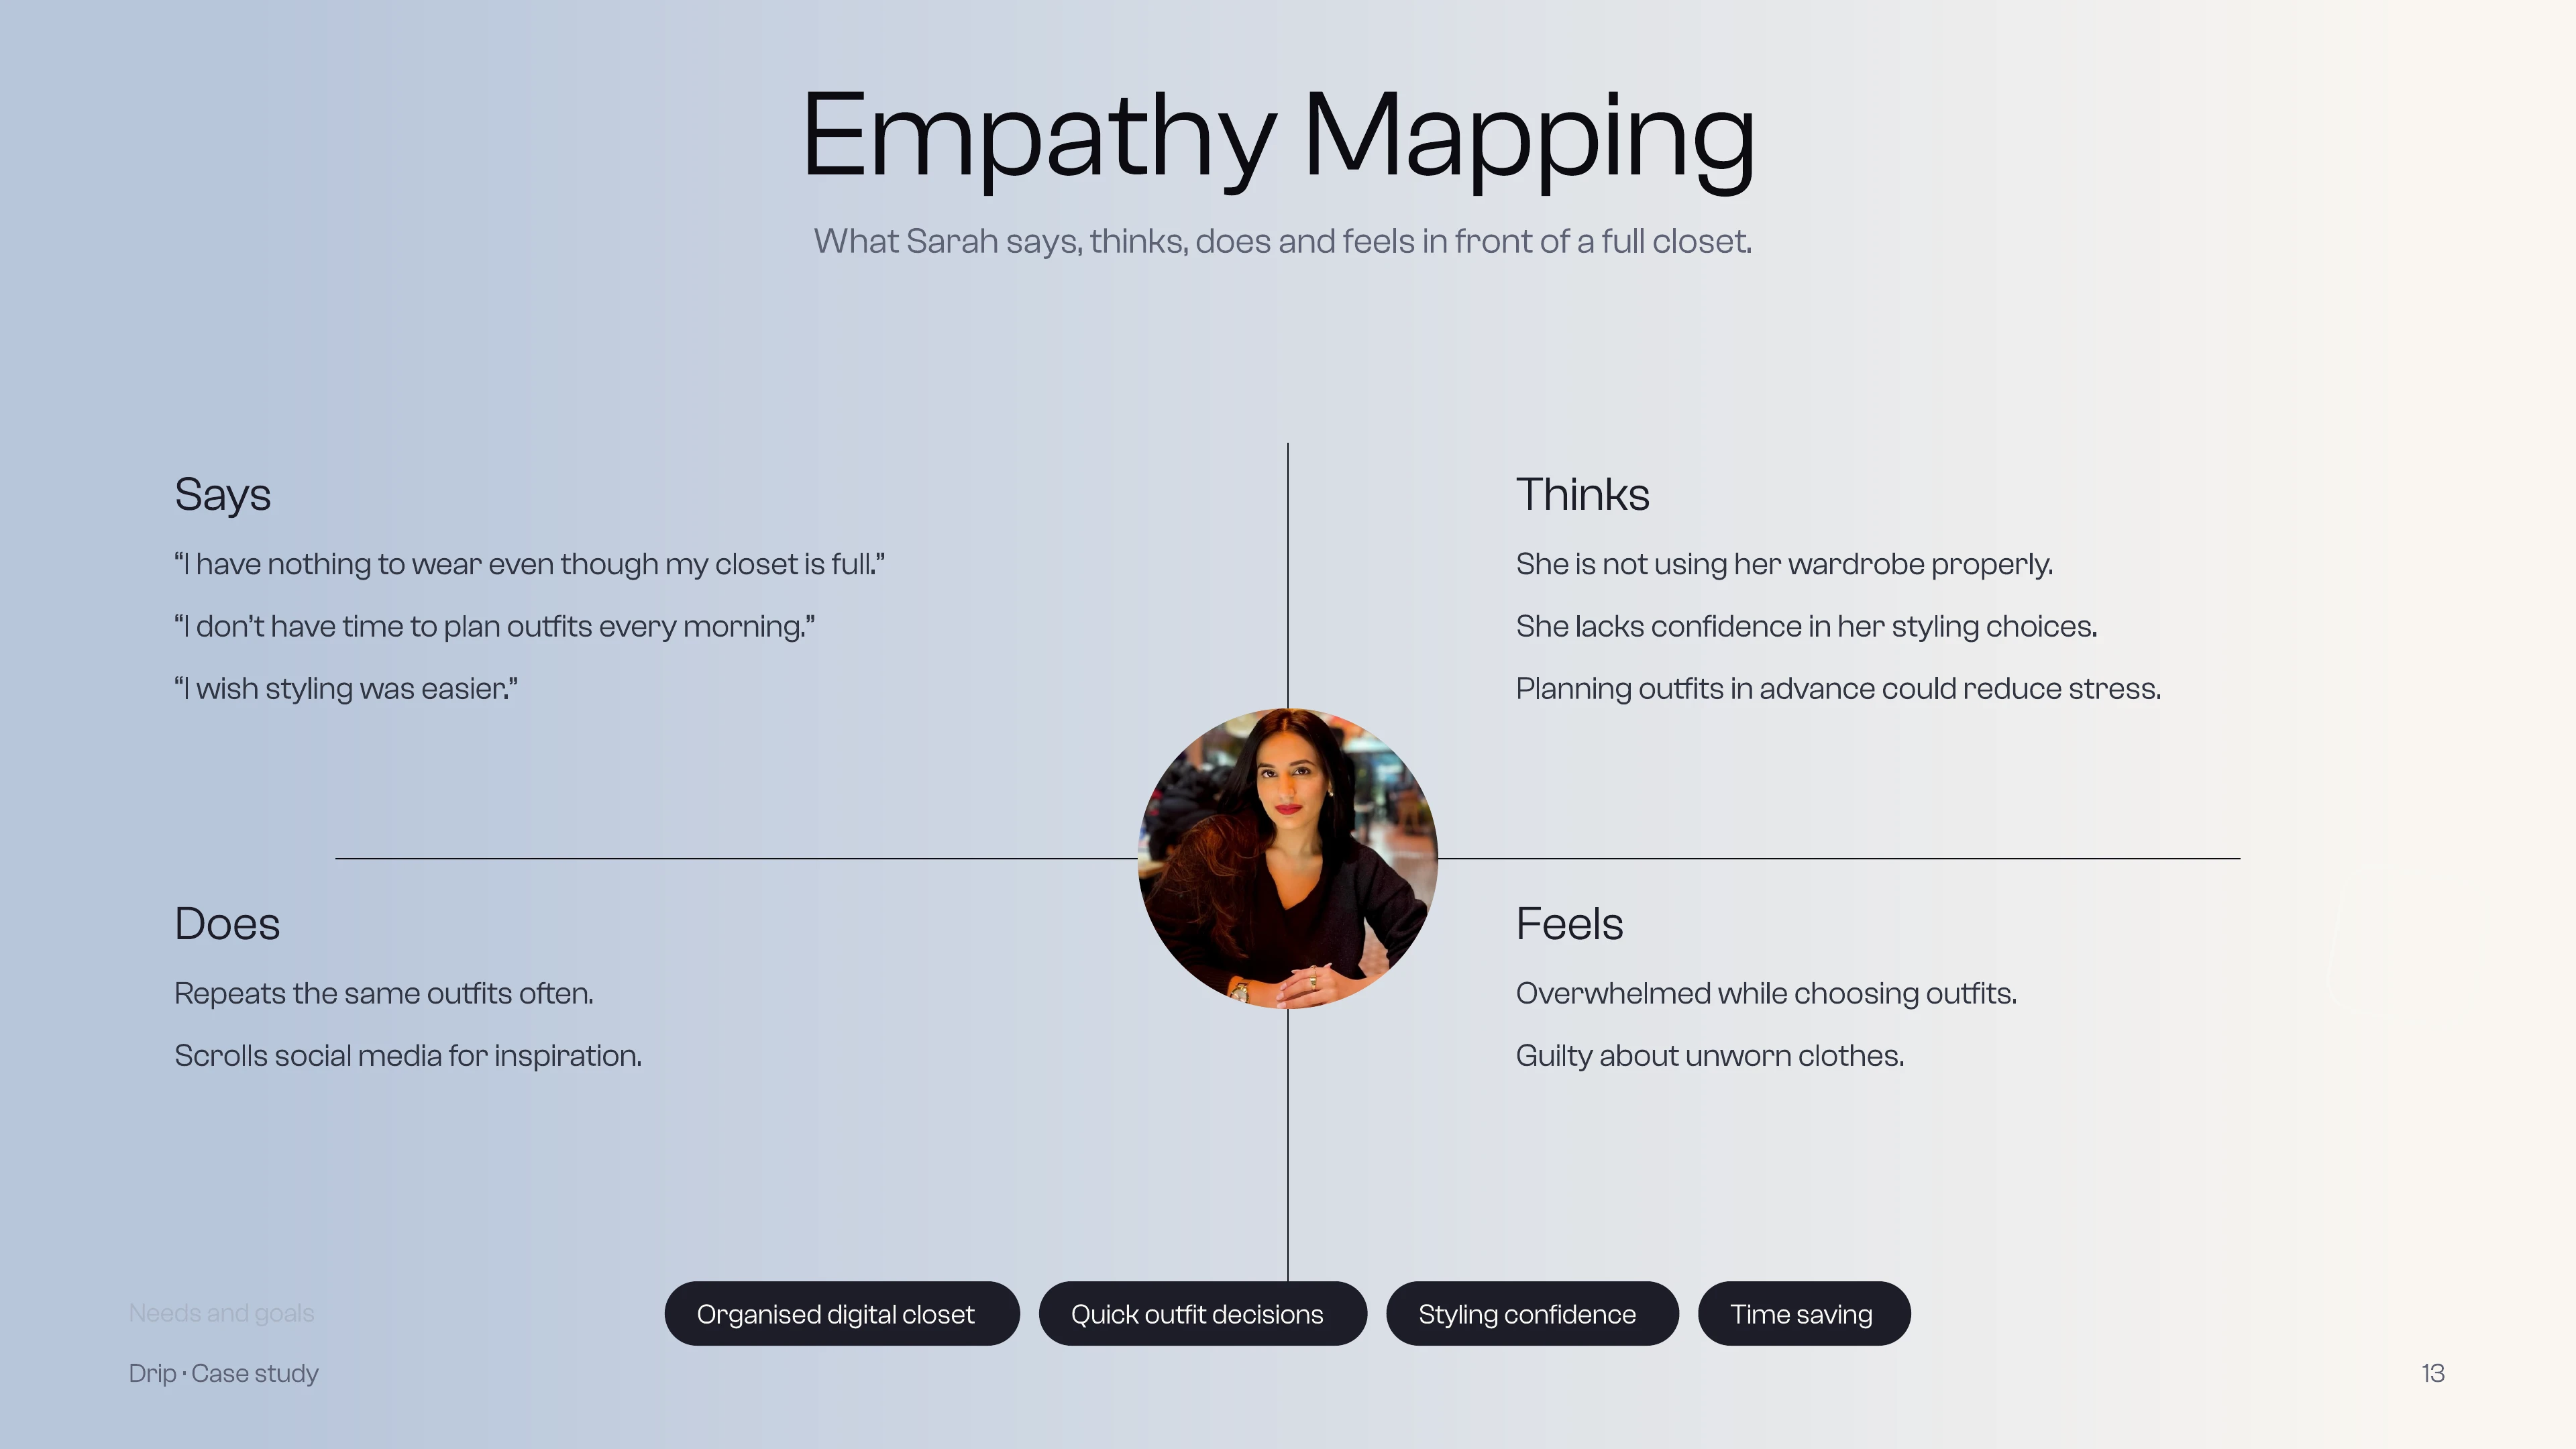 Empathy Mapping
What Sarah says, thinks, does and feels in front of a full closet.
Says
“I have nothing to wear even though my closet is full.”
“I don’t have time to plan outfits every morning.”
“I wish styling was easier.”
Thinks
She is not using her wardrobe properly.
She lacks confidence in her styling choices.
Planning outfits in advance could reduce stress.
Does
Repeats the same outfits often.
Scrolls social media for inspiration.
Feels
Overwhelmed while choosing outfits.
Guilty about unworn clothes.
Needs and goals
Organised digital closet
Quick outfit decisions
Styling confidence
Time saving
Drip · Case study
13